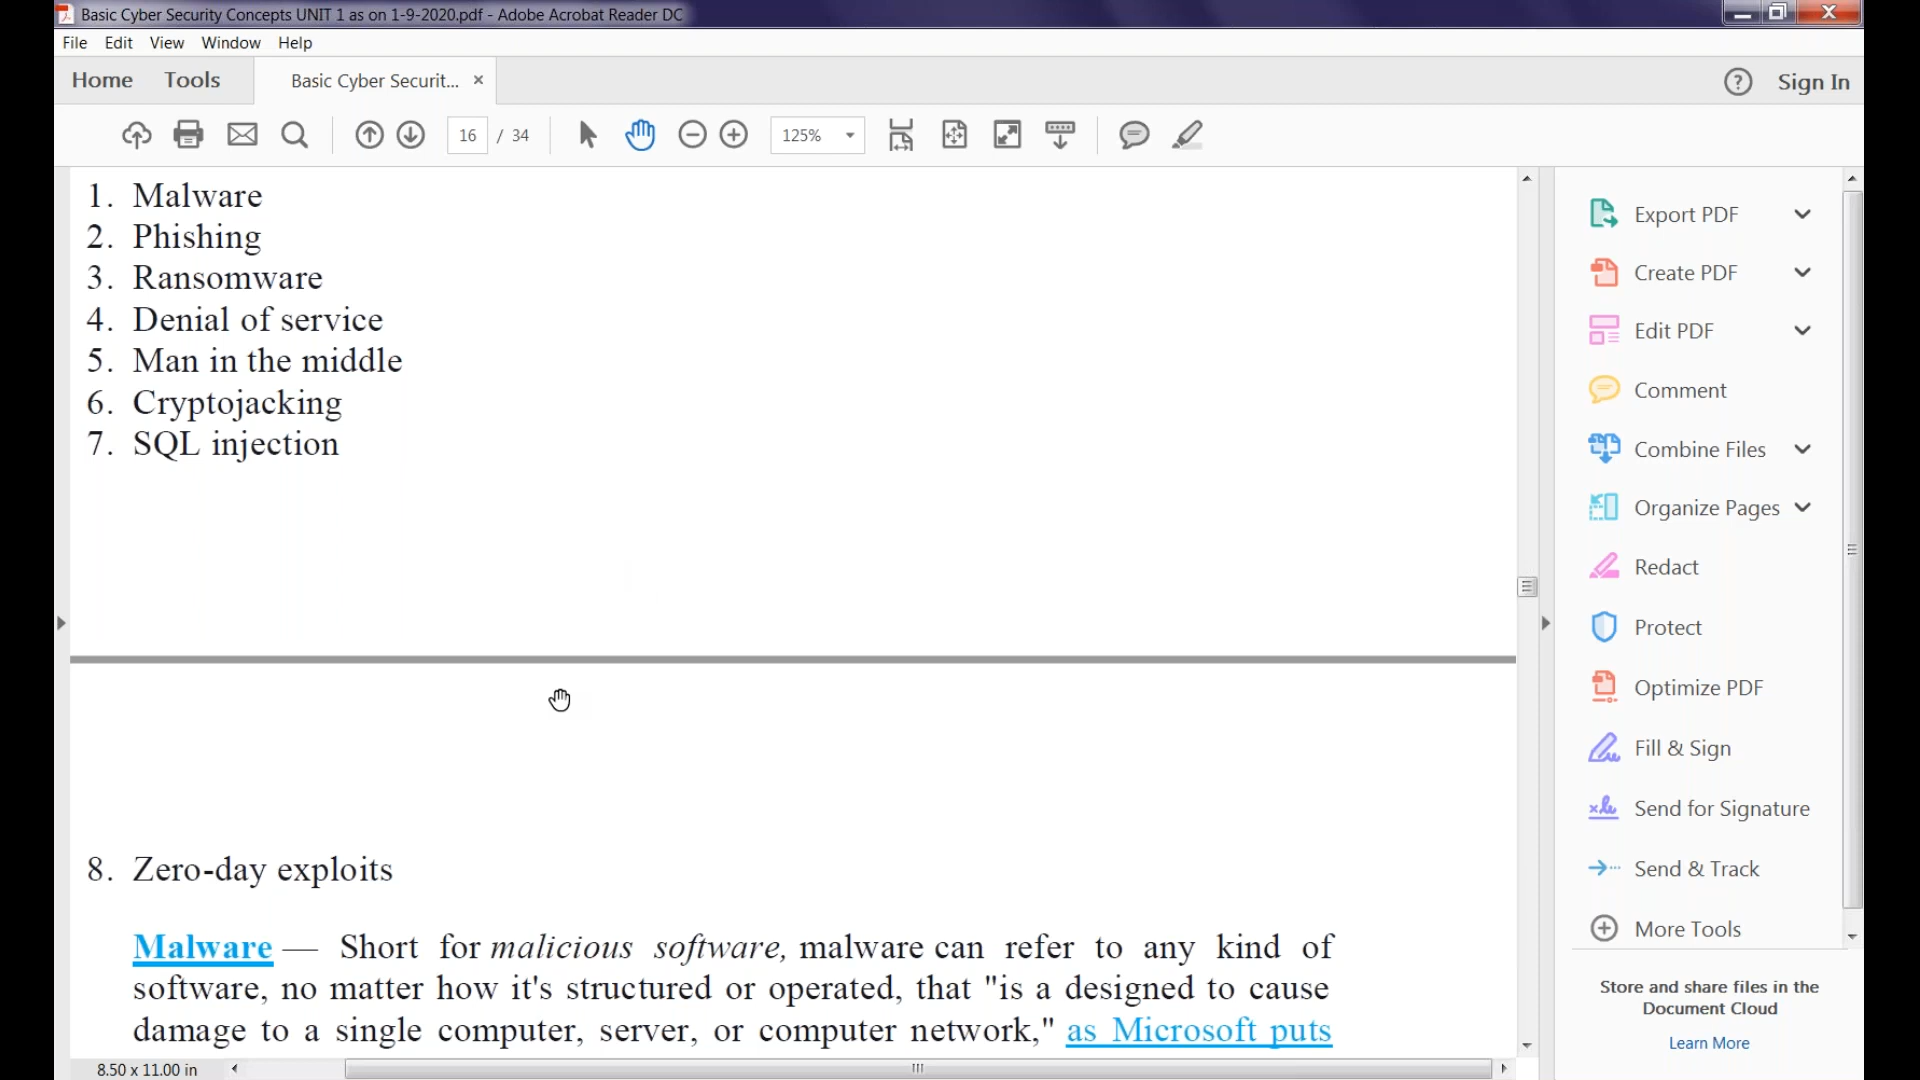 Basic Cyber Security Concepts UNIT 1 as on 1-9-2020.pdf - Adobe Acrobat Reader DC
File Edit View Window Help
Home Tools Basic Cyber Securit... × ? Sign In
16 / 34 125%
1. Malware
2. Phishing
3. Ransomware
4. Denial of service
5. Man in the middle
6. Cryptojacking
7. SQL injection
8. Zero-day exploits
Malware — Short for malicious software, malware can refer to any kind of
software, no matter how it's structured or operated, that "is a designed to cause
damage to a single computer, server, or computer network," as Microsoft puts
8.50 x 11.00 in
Export PDF
Create PDF
Edit PDF
Comment
Combine Files
Organize Pages
Redact
Protect
Optimize PDF
Fill & Sign
Send for Signature
Send & Track
More Tools
Store and share files in the
Document Cloud
Learn More